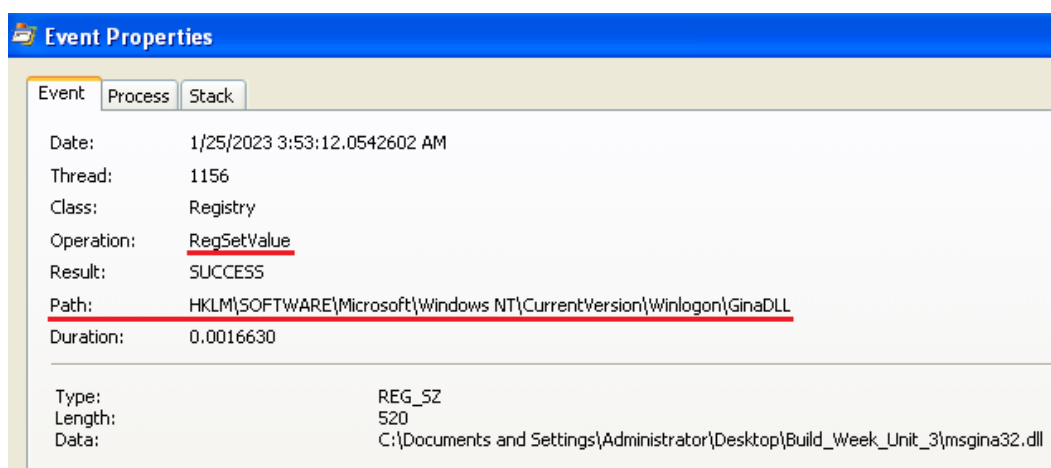 Event Properties
Event Process Stack
Date: 1/25/2023 3:53:12.0542602 AM
Thread: 1156
Class: Registry
Operation: RegSetValue
Result: SUCCESS
Path: HKLM\SOFTWARE\Microsoft\Windows NT\CurrentVersion\Winlogon\GinaDLL
Duration: 0.0016630
Type: REG_SZ
Length: 520
Data: C:\Documents and Settings\Administrator\Desktop\Build_Week_Unit_3\msgina32.dll